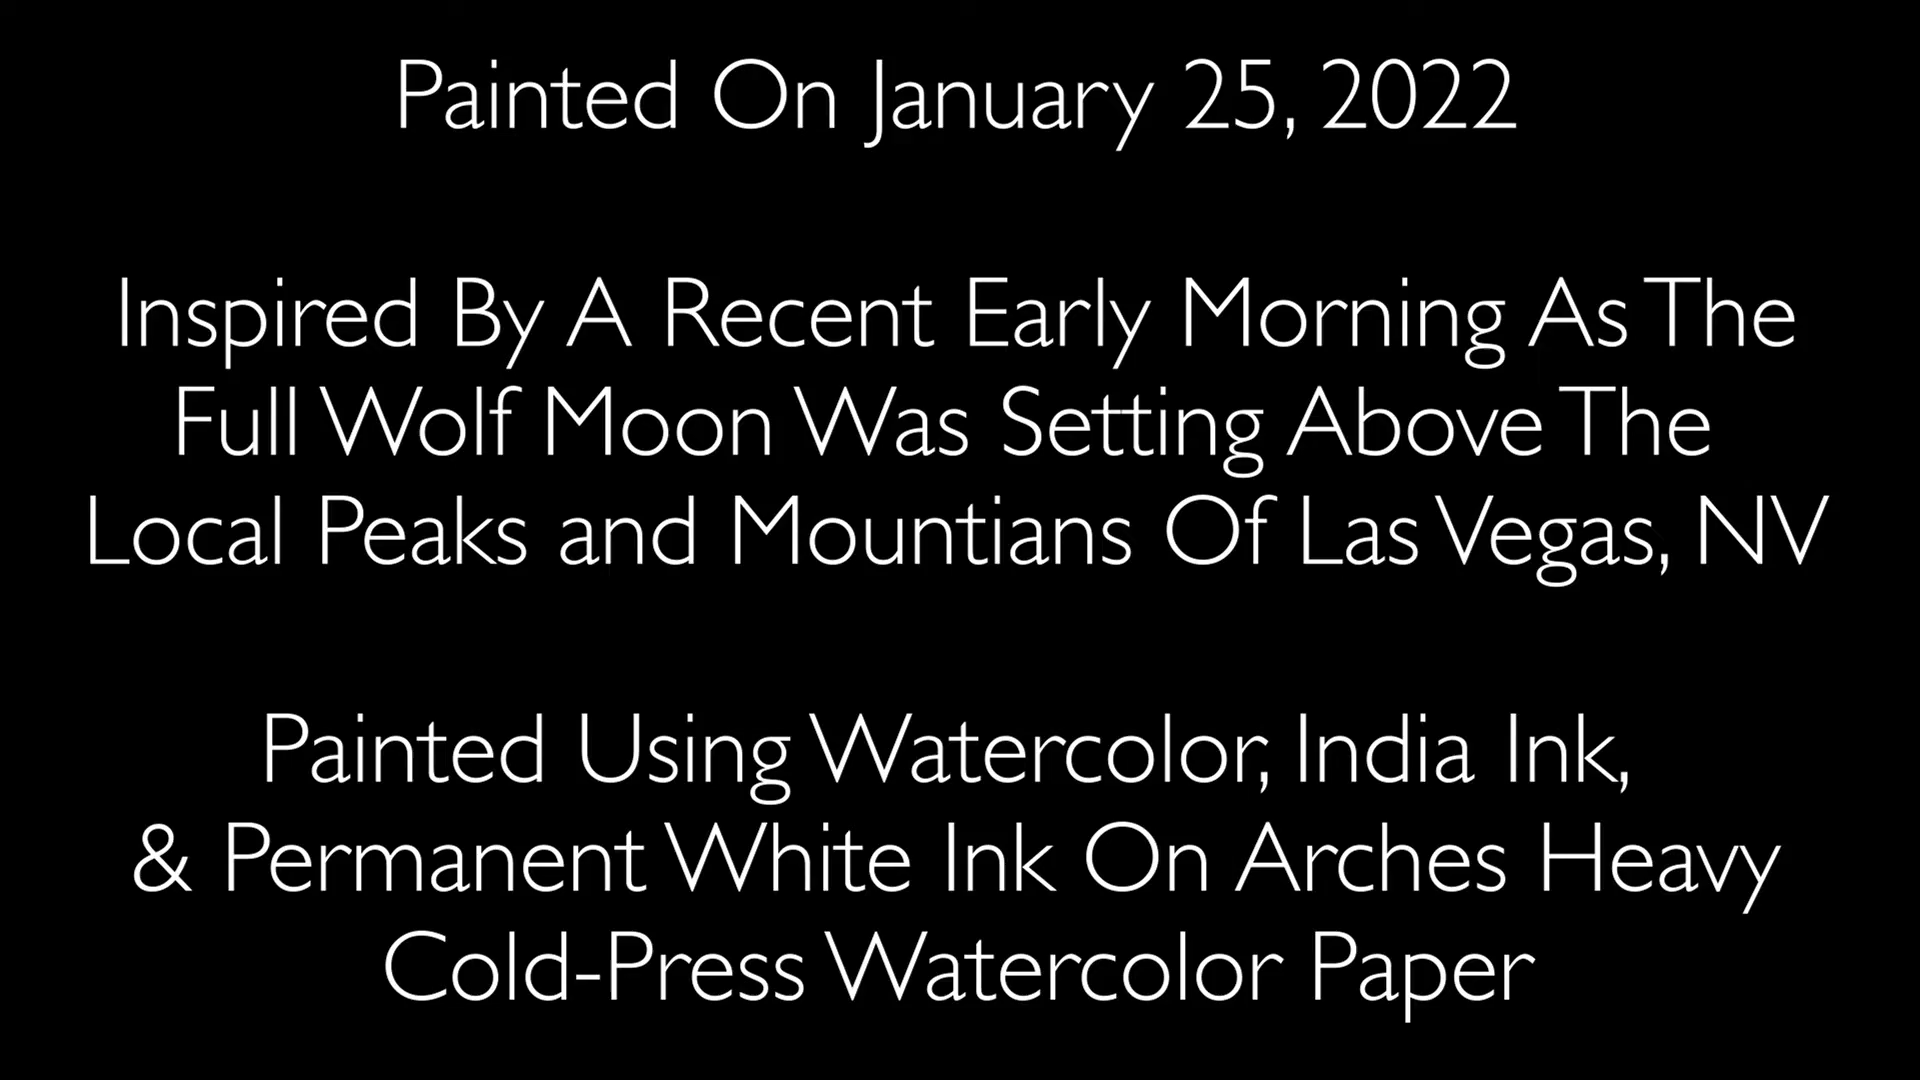 Painted On January 25, 2022
Inspired By A Recent Early Morning As The
Full Wolf Moon Was Setting Above The
Local Peaks and Mountians Of Las Vegas, NV
Painted Using Watercolor, India Ink,
& Permanent White Ink On Arches Heavy
Cold-Press Watercolor Paper